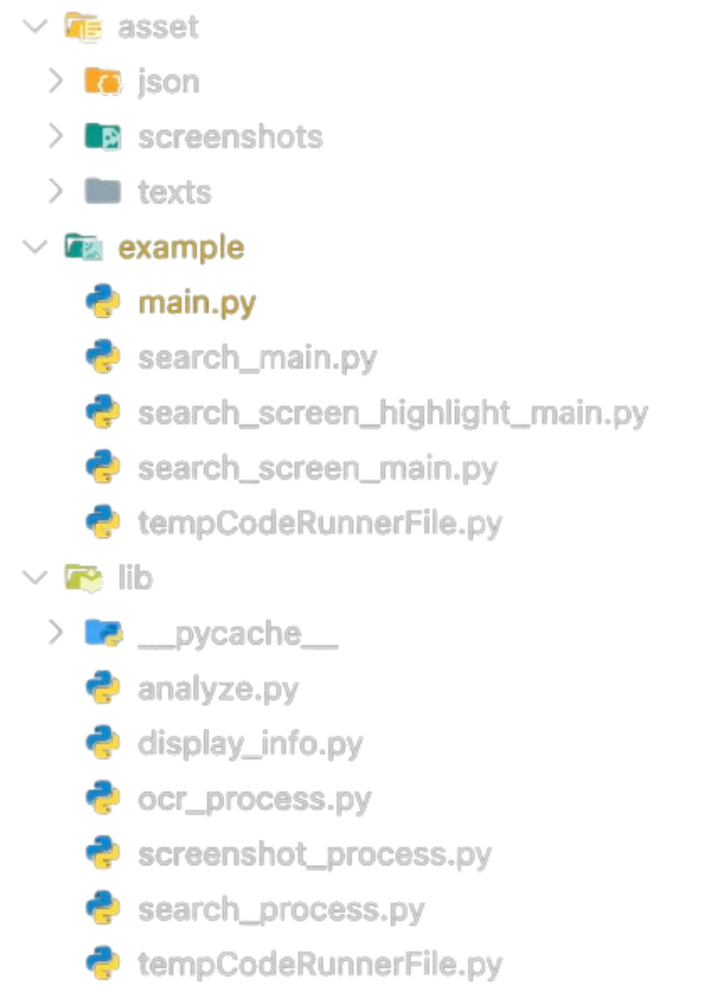 asset
json
screenshots
texts
example
main.py
search_main.py
search_screen_highlight_main.py
search_screen_main.py
tempCodeRunnerFile.py
lib
__pycache__
analyze.py
display_info.py
ocr_process.py
screenshot_process.py
search_process.py
tempCodeRunnerFile.py